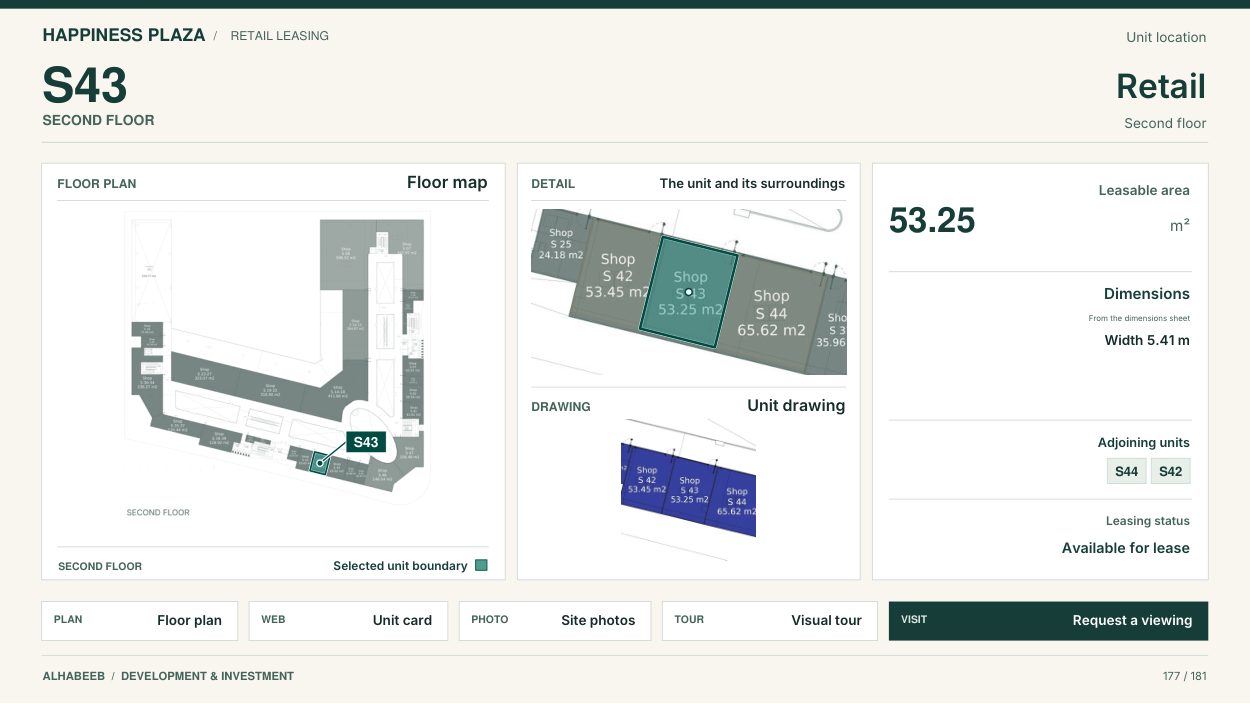 HAPPINESS PLAZA / RETAIL LEASING
Unit location
S43
Retail
SECOND FLOOR
Second floor
FLOOR PLAN
Floor map
S43
SECOND FLOOR
SECOND FLOOR
Selected unit boundary
DETAIL
The unit and its surroundings
Shop
S 25
24.18 m2
Shop
S 42
53.45 m2
Shop
S 43
53.25 m2
Shop
S 44
65.62 m2
35.96
DRAWING
Unit drawing
Shop
S 42
53.45 m2
Shop
S 43
53.25 m2
Shop
S 44
65.62 m2
Leasable area
53.25
m²
Dimensions
From the dimensions sheet
Width 5.41 m
Adjoining units
S44 S42
Leasing status
Available for lease
PLAN Floor plan
WEB Unit card
PHOTO Site photos
TOUR Visual tour
VISIT Request a viewing
ALHABEEB / DEVELOPMENT & INVESTMENT
177 / 181